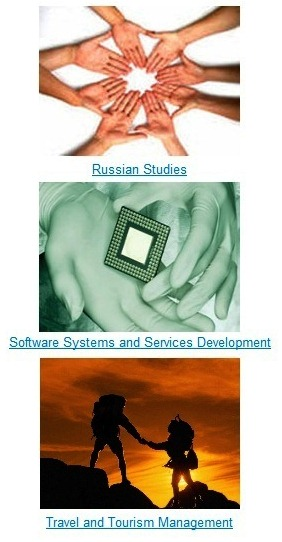 Russian Studies
Software Systems and Services Development
Travel and Tourism Management